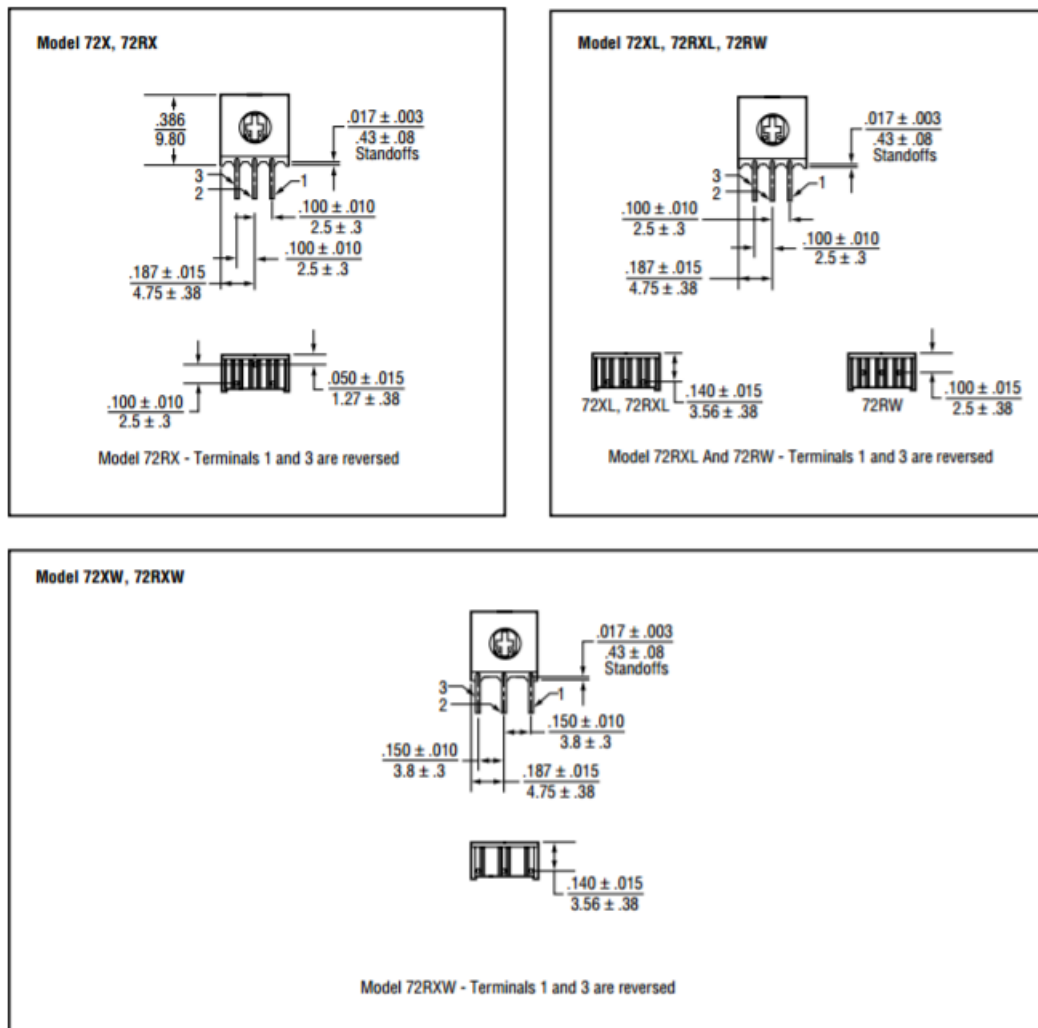 Model 72X, 72RX
.386
9.80
.017 ± .003
.43 ± .08
Standoffs
3
2
1
.100 ± .010
2.5 ± .3
.100 ± .010
2.5 ± .3
.187 ± .015
4.75 ± .38
.100 ± .010
2.5 ± .3
.050 ± .015
1.27 ± .38
Model 72RX - Terminals 1 and 3 are reversed
Model 72XL, 72RXL, 72RW
.017 ± .003
.43 ± .08
Standoffs
3
2
1
.100 ± .010
2.5 ± .3
.100 ± .010
2.5 ± .3
.187 ± .015
4.75 ± .38
72XL, 72RXL
.140 ± .015
3.56 ± .38
72RW
.100 ± .015
2.5 ± .38
Model 72RXL And 72RW - Terminals 1 and 3 are reversed
Model 72XW, 72RXW
.017 ± .003
.43 ± .08
Standoffs
3
2
1
.150 ± .010
3.8 ± .3
.150 ± .010
3.8 ± .3
.187 ± .015
4.75 ± .38
.140 ± .015
3.56 ± .38
Model 72RXW - Terminals 1 and 3 are reversed